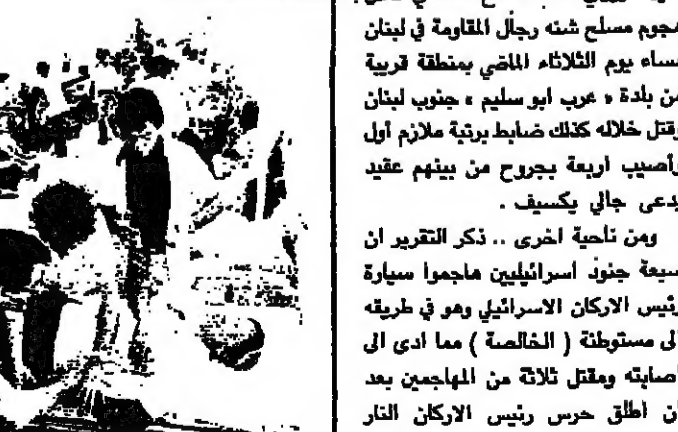 هجوم مسلح شنه رجال المقاومة في لبنان
مساء يوم الثلاثاء الماضي بمنطقة قريبة
من بلدة « عرب ابو سليم » جنوب لبنان
وقتل خلاله كذلك ضابط برتبة ملازم أول
وأصيب اربعة بجروح من بينهم عقيد
يدعى جالي يكسيف .
ومن ناحية اخرى .. ذكر التقرير ان
سبعة جنود اسرائيليين هاجموا سيارة
رئيس الاركان الاسرائيلي وهو في طريقه
الى مستوطنة ( الخالصة ) مما ادى الى
اصابته ومقتل ثلاثة من المهاجمين بعد
ان اطلق حرس رئيس الاركان النار